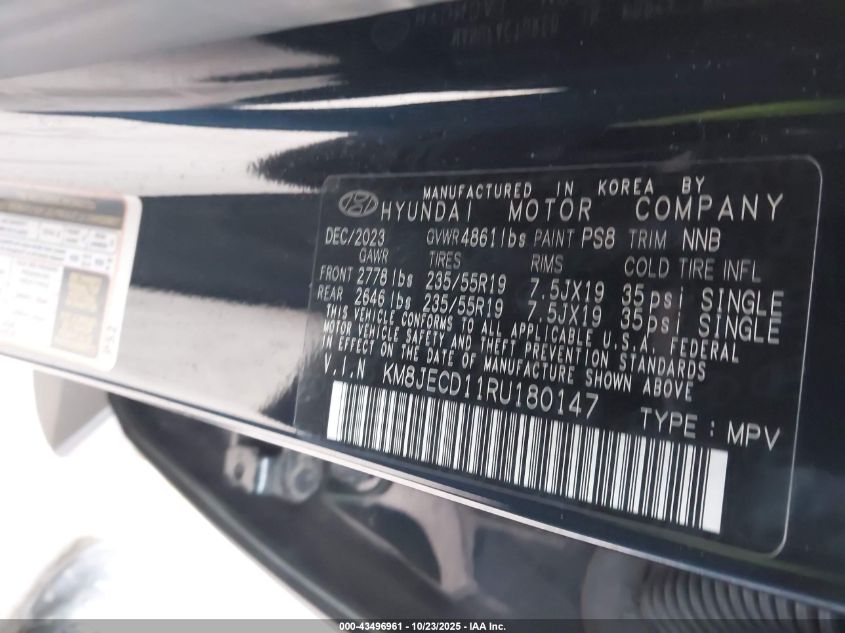 MANUFACTURED IN KOREA BY
HYUNDAI MOTOR COMPANY
DEC/2023 GVWR 4861 lbs PAINT PS8 TRIM NNB
GAWR TIRES RIMS COLD TIRE INFL
FRONT 2778 lbs 235/55R19 7.5JX19 35psi SINGLE
REAR 2646 lbs 235/55R19 7.5JX19 35psi SINGLE
THIS VEHICLE CONFORMS TO ALL APPLICABLE U.S.A. FEDERAL
MOTOR VEHICLE SAFETY AND THEFT PREVENTION STANDARDS
IN EFFECT ON THE DATE OF MANUFACTURE SHOWN ABOVE
V.I.N KM8JECD11RU180147
TYPE : MPV
P5.2
000-43496961 - 10/23/2025 - IAA Inc.